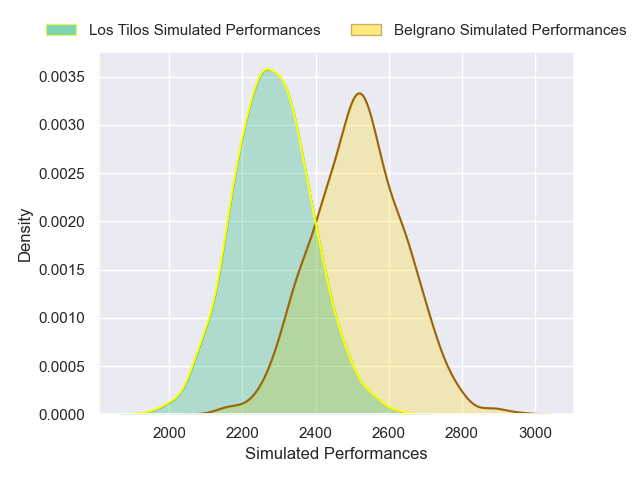 Los Tilos Simulated Performances Belgrano Simulated Performances
0.0035
0.0030
0.0025
0.0020
0.0015
0.0010
0.0005
0.0000
Density
2000 2200 2400 2600 2800 3000
Simulated Performances